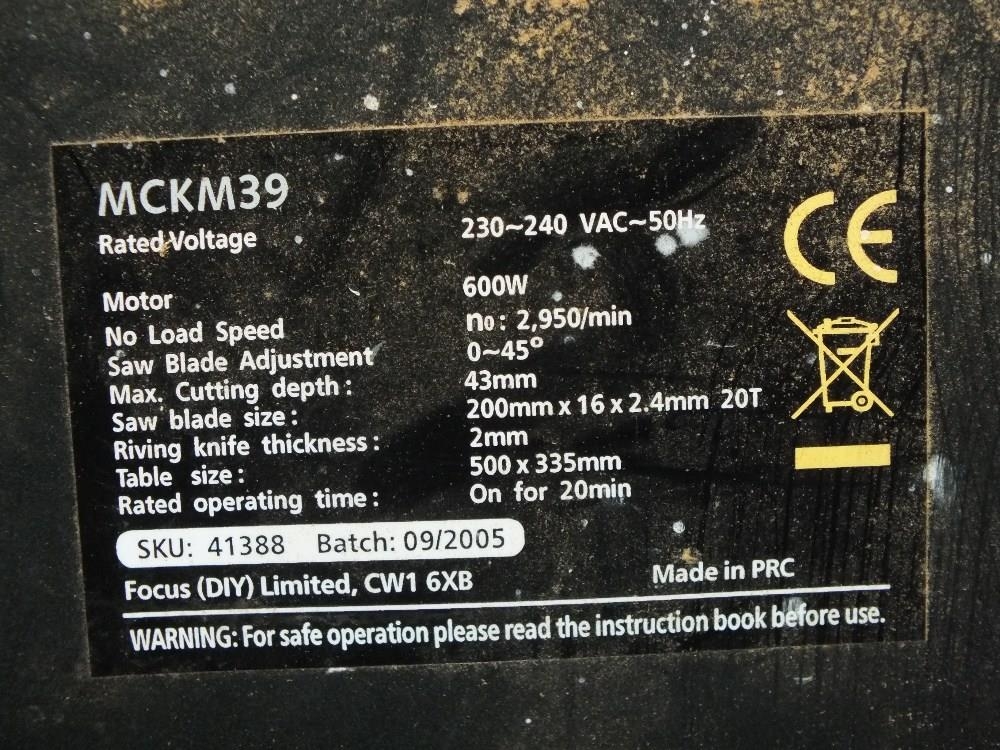 MCKM39
Rated Voltage 230~240 VAC~50Hz
Motor 600W
No Load Speed n0: 2,950/min
Saw Blade Adjustment 0~45°
Max. Cutting depth: 43mm
Saw blade size: 200mm x 16 x 2.4mm 20T
Riving knife thickness: 2mm
Table size: 500 x 335mm
Rated operating time: On for 20min
SKU: 41388 Batch: 09/2005
Focus (DIY) Limited, CW1 6XB Made in PRC
WARNING: For safe operation please read the instruction book before use.
CE